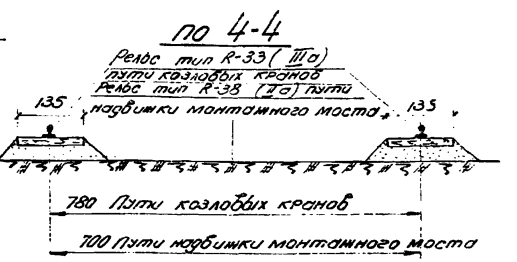 по 4-4
Рельс тип R-33 (IIIа)
пути козловых кранов
Рельс тип R-38 (IIа) пути
135 надвижки монтажного моста 135
780 Пути козловых кранов
700 Пути надвижки монтажного моста